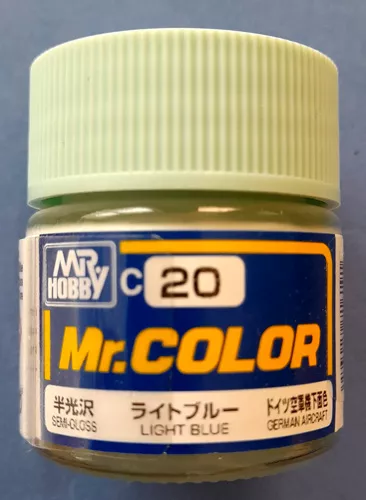 MR
HOBBY
C 20
Mr.COLOR
半光沢 ライトブルー ドイツ空軍機下面色
SEMI-GLOSS LIGHT BLUE GERMAN AIRCRAFT